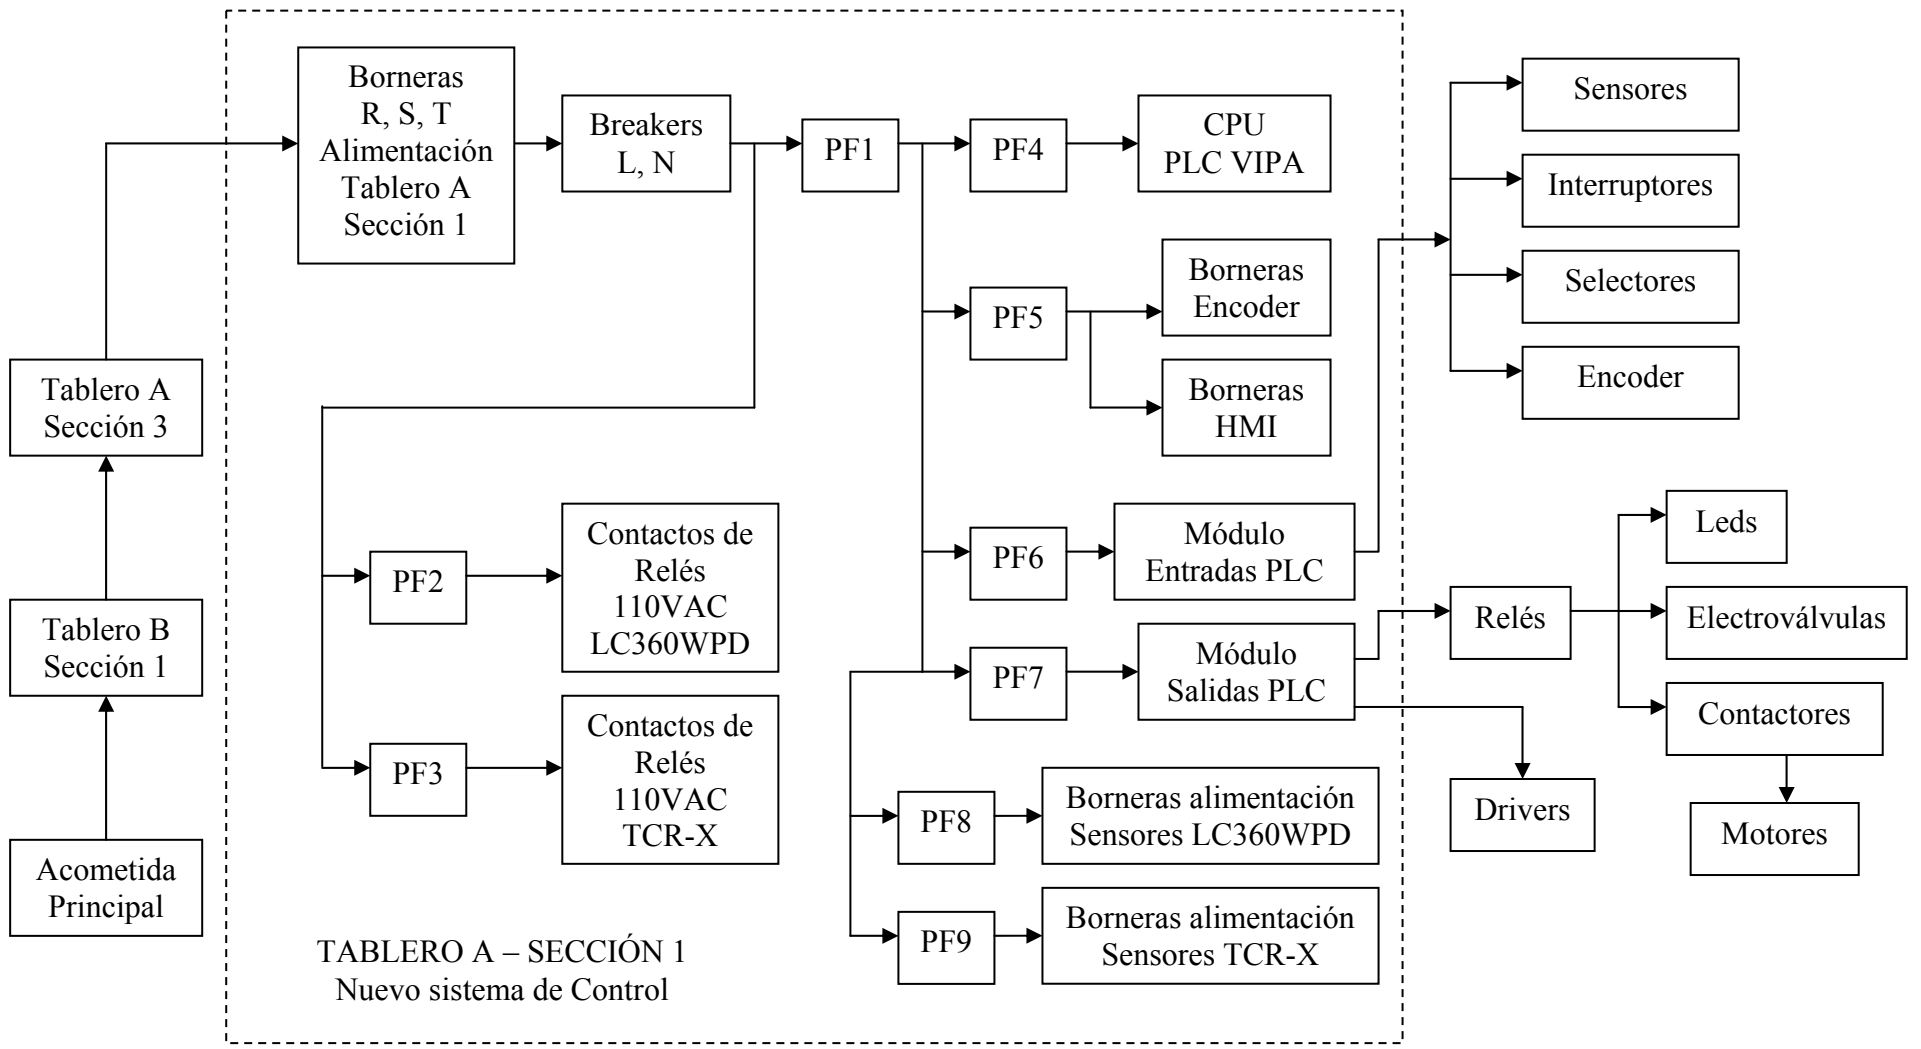 Borneras
R, S, T
Alimentación
Tablero A
Sección 1
Breakers
L, N
PF1
PF4
CPU
PLC VIPA
Sensores
Interruptores
Selectores
Encoder
PF5
Borneras
Encoder
Borneras
HMI
Tablero A
Sección 3
Tablero B
Sección 1
Acometida
Principal
PF2
Contactos de
Relés
110VAC
LC360WPD
PF3
Contactos de
Relés
110VAC
TCR-X
PF6
Módulo
Entradas PLC
PF7
Módulo
Salidas PLC
Relés
Leds
Electroválvulas
Contactores
Motores
Drivers
PF8
Borneras alimentación
Sensores LC360WPD
PF9
Borneras alimentación
Sensores TCR-X
TABLERO A – SECCIÓN 1
Nuevo sistema de Control